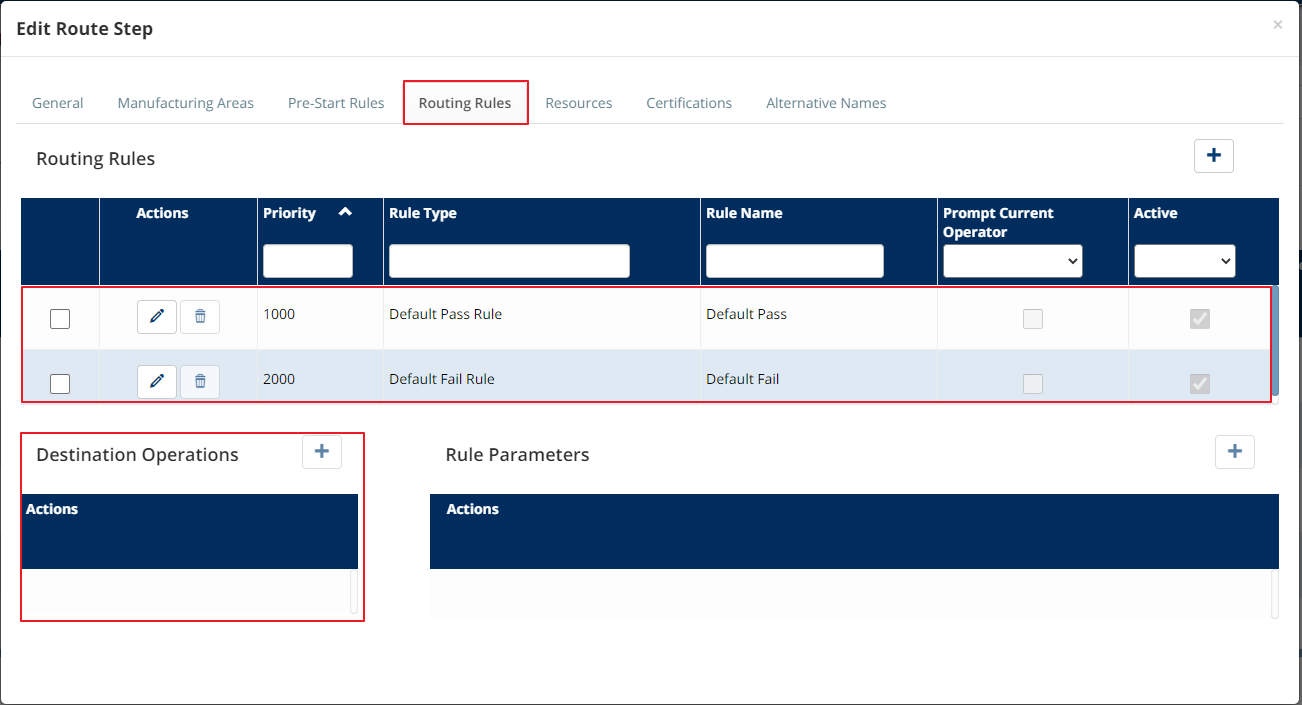 Edit Route Step ×
General Manufacturing Areas Pre-Start Rules Routing Rules Resources Certifications Alternative Names
Routing Rules +
Actions Priority Rule Type Rule Name Prompt Current Operator Active
1000 Default Pass Rule Default Pass
2000 Default Fail Rule Default Fail
Destination Operations + Rule Parameters +
Actions Actions